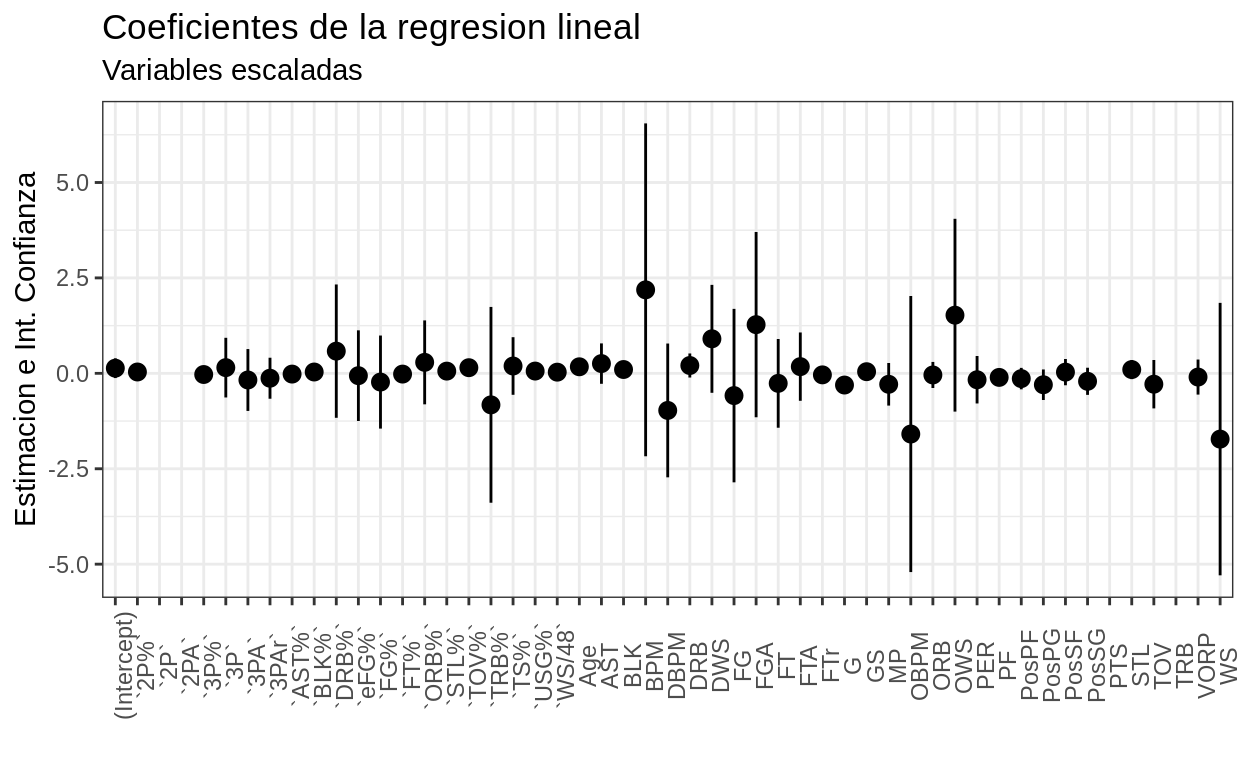 Coeficientes de la regresion lineal
Variables escaladas
Estimacion e Int. Confianza
5.0
2.5
0.0
-2.5
-5.0
(Intercept)
`2P%`
`2P`
`2PA`
`3P%`
`3P`
`3PA`
`3PAr`
`AST%`
`BLK%`
`DRB%`
`eFG%`
`FG%`
`FT%`
`ORB%`
`STL%`
`TOV%`
`TRB%`
`TS%`
`USG%`
`WS/48`
Age
AST
BLK
BPM
DBPM
DRB
DWS
FG
FGA
FT
FTA
FTr
G
GS
MP
OBPM
ORB
OWS
PER
PF
PosPF
PosPG
PosSF
PosSG
PTS
STL
TOV
TRB
VORP
WS